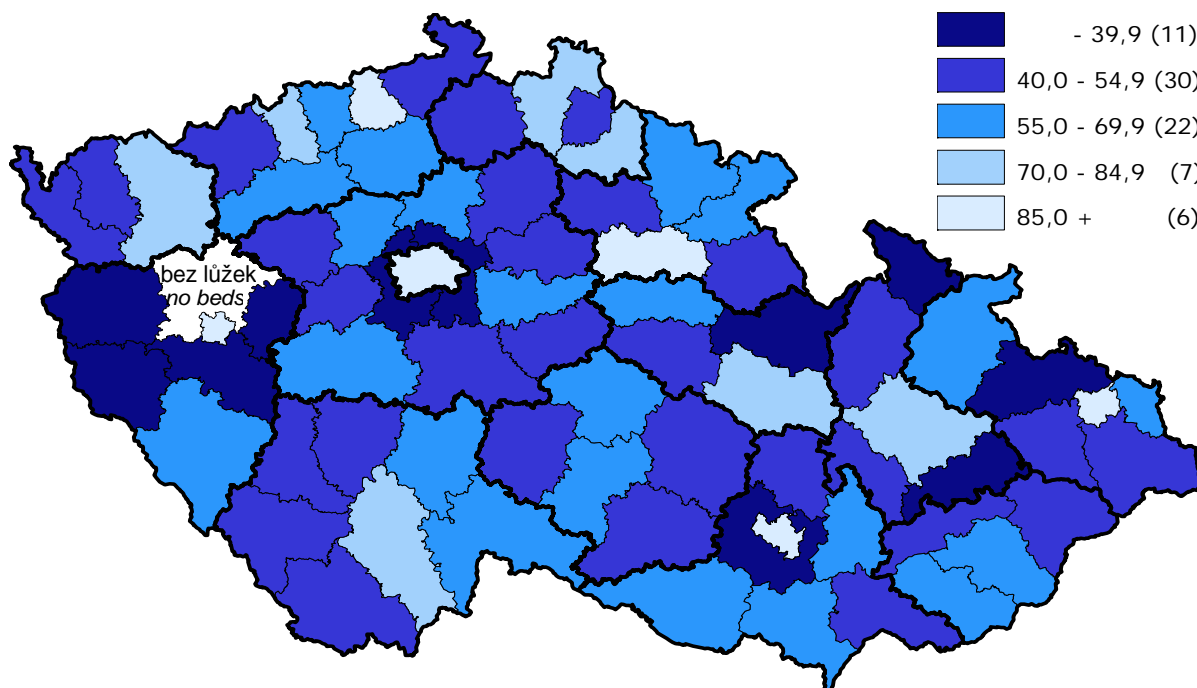 - 39,9 (11)
40,0 - 54,9 (30)
55,0 - 69,9 (22)
70,0 - 84,9 (7)
85,0 + (6)
bez lůžek
no beds